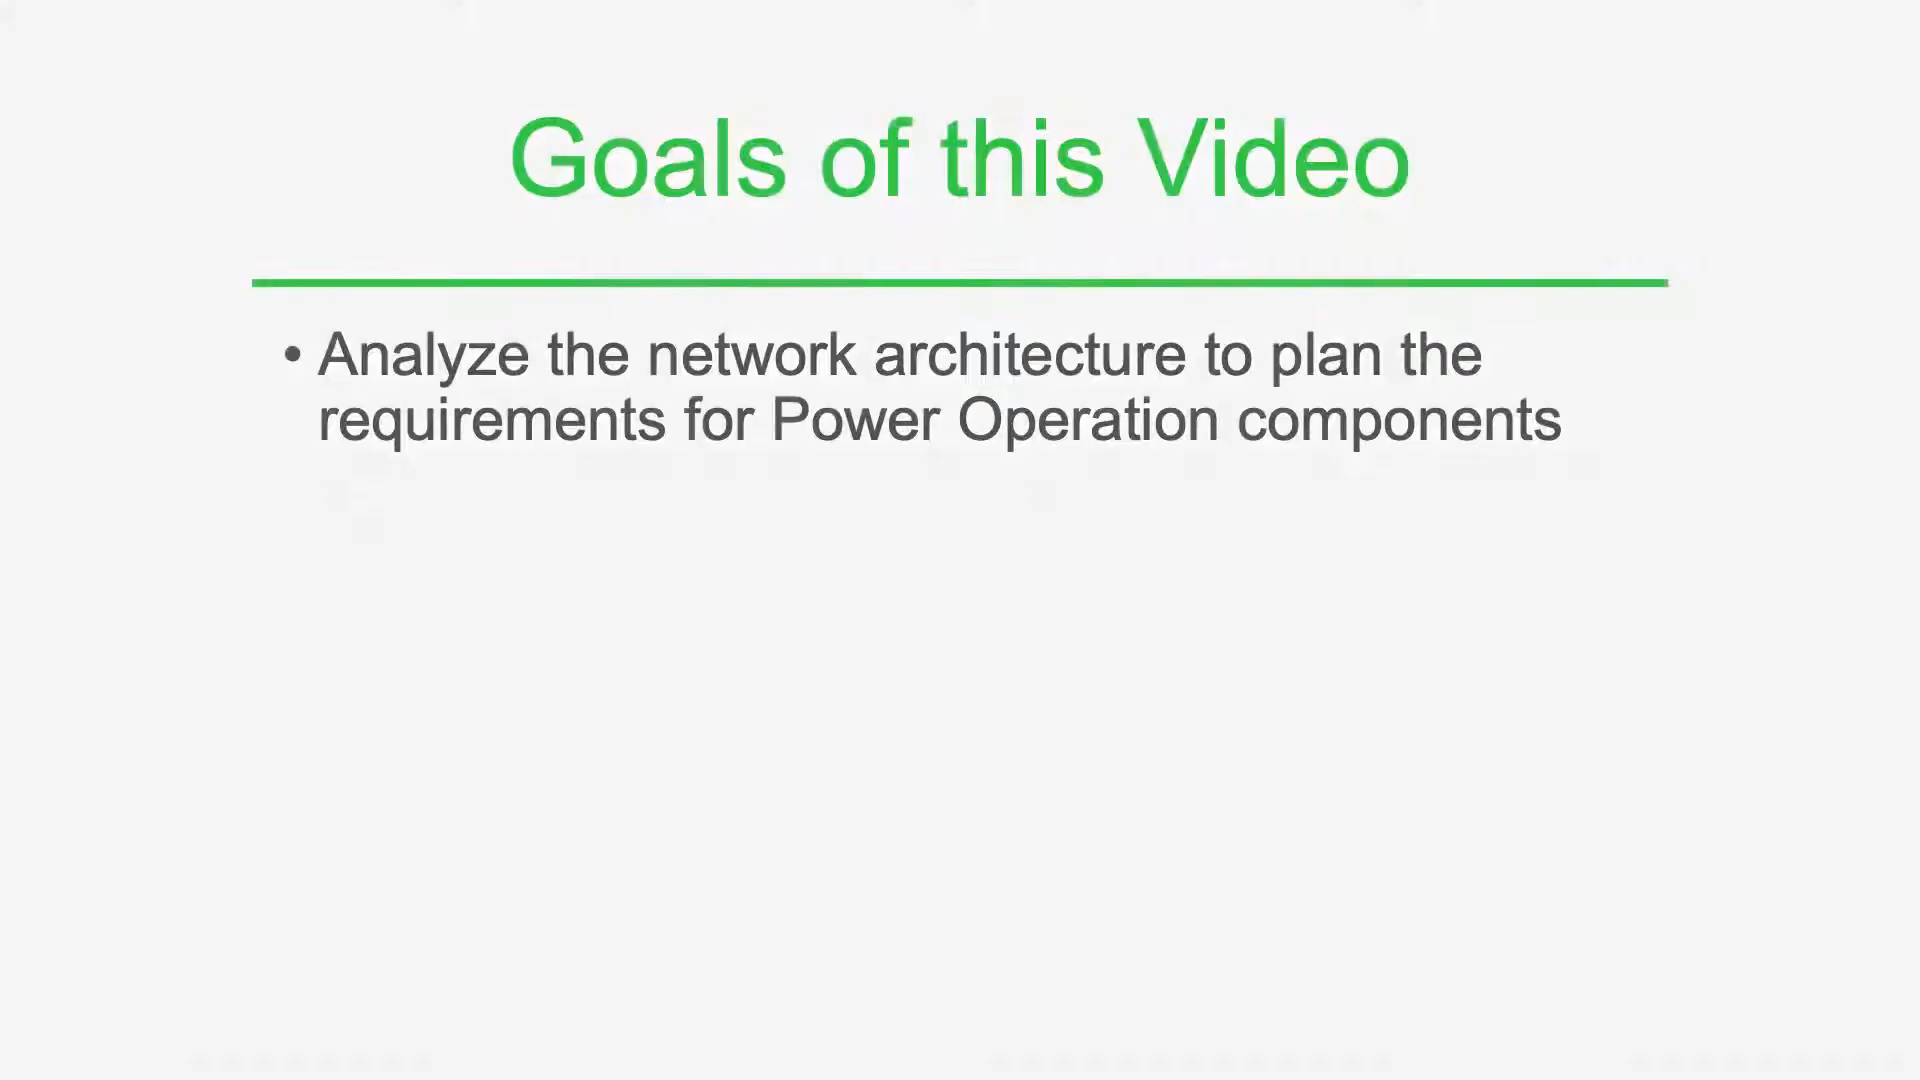 Goals of this Video
• Analyze the network architecture to plan the
requirements for Power Operation components